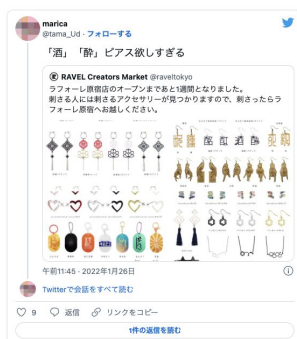 marica
@tama_Ud · フォローする
「酒」「酔」ピアス欲しすぎる
RAVEL Creators Market @raveltokyo
ラフォーレ原宿店のオープンまであと1週間となりました。
刺さる人には刺さるアクセサリーが見つかりますので、刺さったらラ
フォーレ原宿へお越しください。
午前11:45 · 2022年1月26日
Twitterで会話をすべて読む
9 返信 リンクをコピー
1件の返信を読む